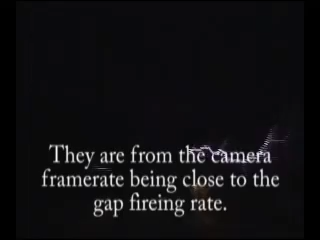 They are from the camera
framerate being close to the
gap fireing rate.